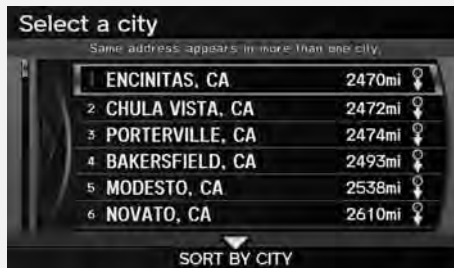 Select a city
Same address appears in more than one city.
1 ENCINITAS, CA 2470mi
2 CHULA VISTA, CA 2472mi
3 PORTERVILLE, CA 2474mi
4 BAKERSFIELD, CA 2493mi
5 MODESTO, CA 2538mi
6 NOVATO, CA 2610mi
SORT BY CITY